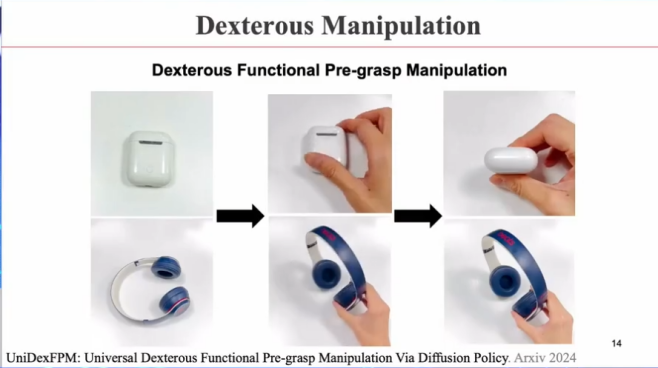 Dexterous Manipulation
Dexterous Functional Pre-grasp Manipulation
14
UniDexFPM: Universal Dexterous Functional Pre-grasp Manipulation Via Diffusion Policy. Arxiv 2024